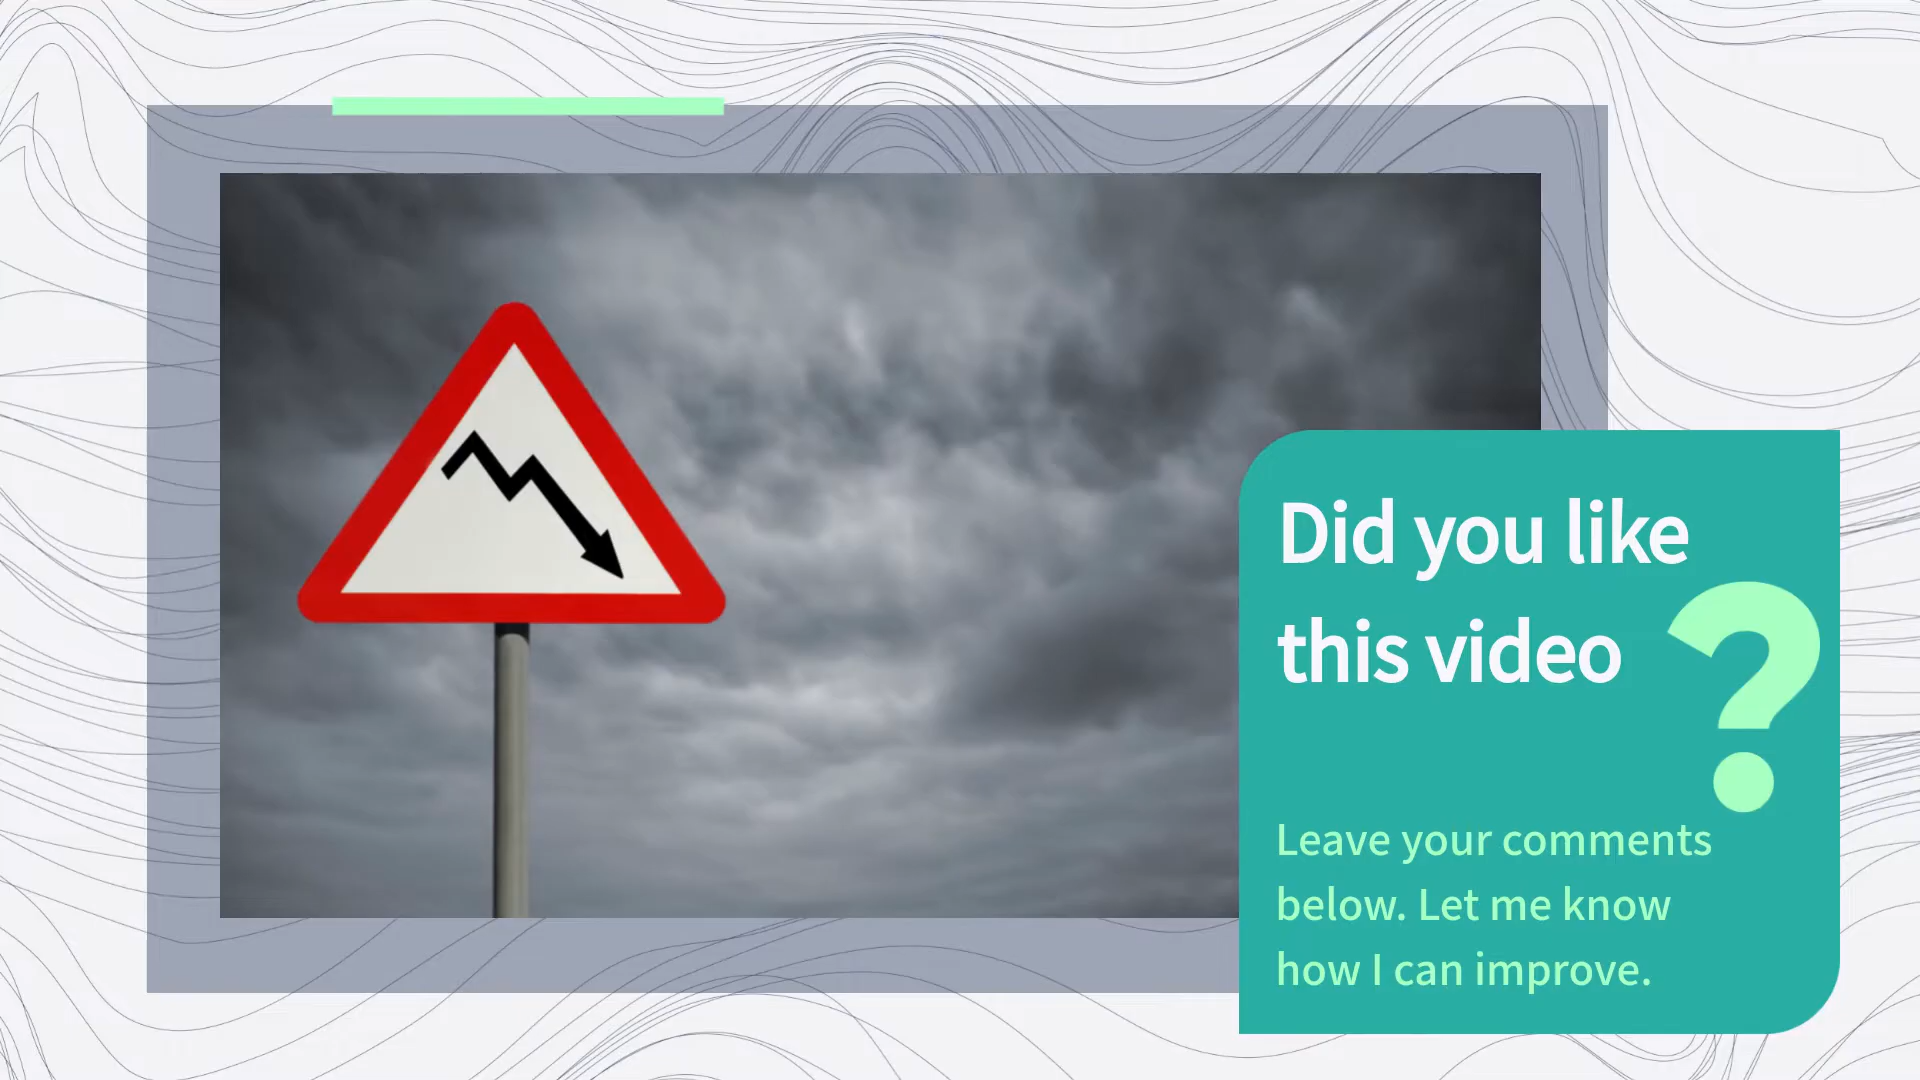 Did you like
this video
?
Leave your comments
below. Let me know
how I can improve.